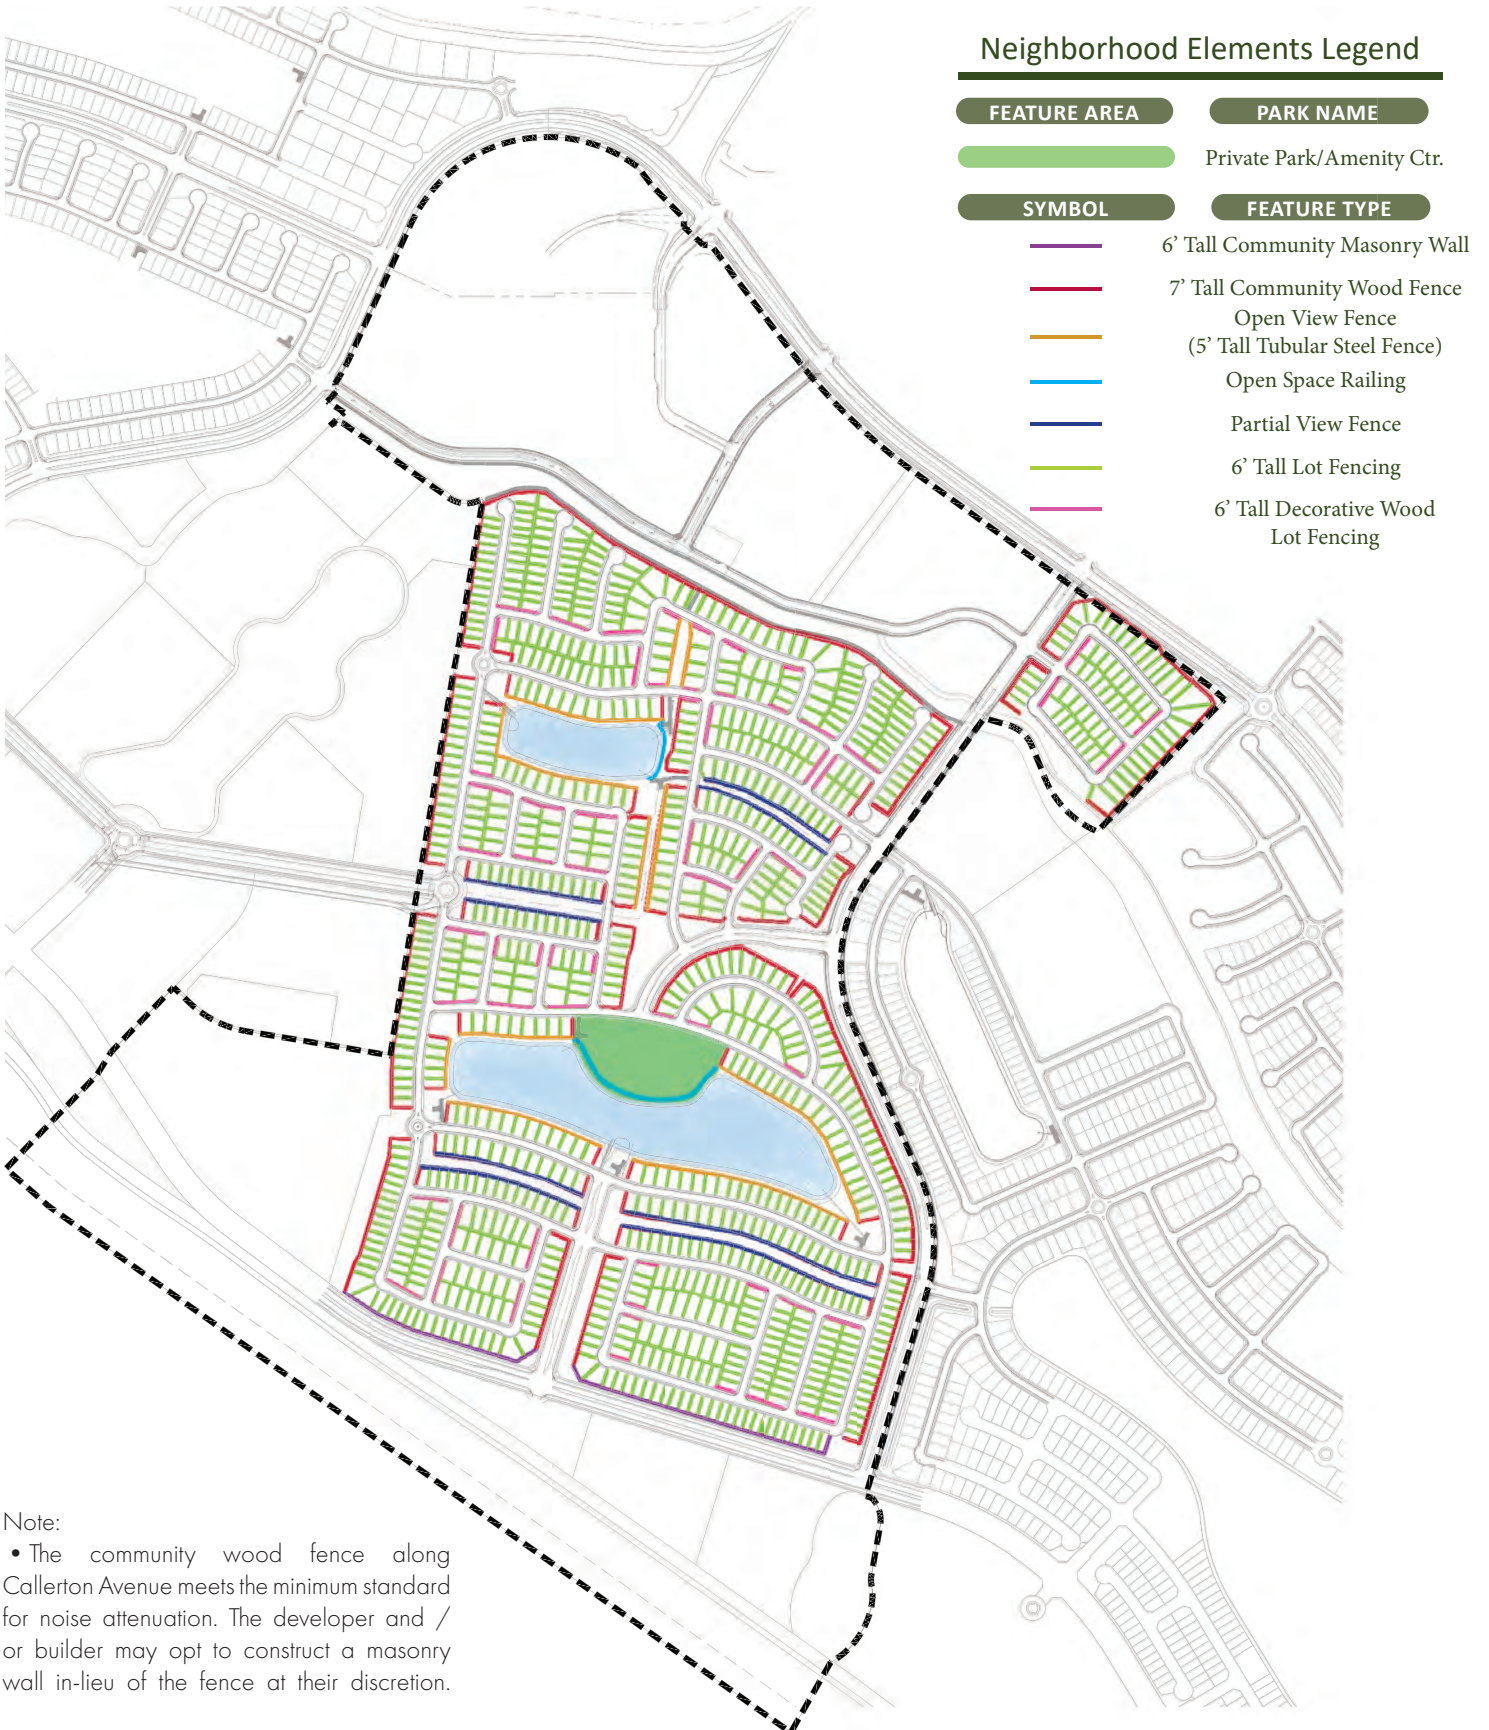 Neighborhood Elements Legend
FEATURE AREA
PARK NAME
Private Park/Amenity Ctr.
SYMBOL
FEATURE TYPE
6’ Tall Community Masonry Wall
7’ Tall Community Wood Fence
Open View Fence
(5’ Tall Tubular Steel Fence)
Open Space Railing
Partial View Fence
6’ Tall Lot Fencing
6’ Tall Decorative Wood
Lot Fencing
Note:
• The community wood fence along
Callerton Avenue meets the minimum standard
for noise attenuation. The developer and /
or builder may opt to construct a masonry
wall in-lieu of the fence at their discretion.